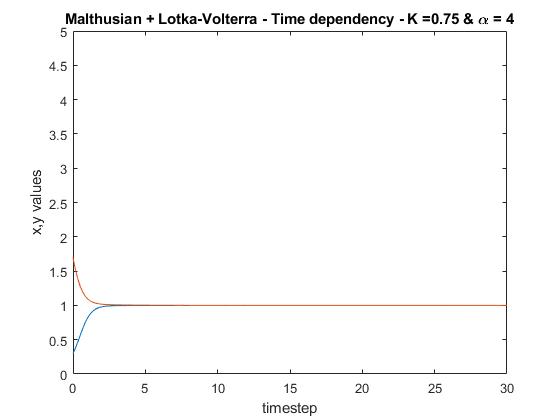 Malthusian + Lotka-Volterra - Time dependency - K =0.75 & α = 4
5
4.5
4
3.5
3
2.5
2
1.5
1
0.5
0
x,y values
0 5 10 15 20 25 30
timestep